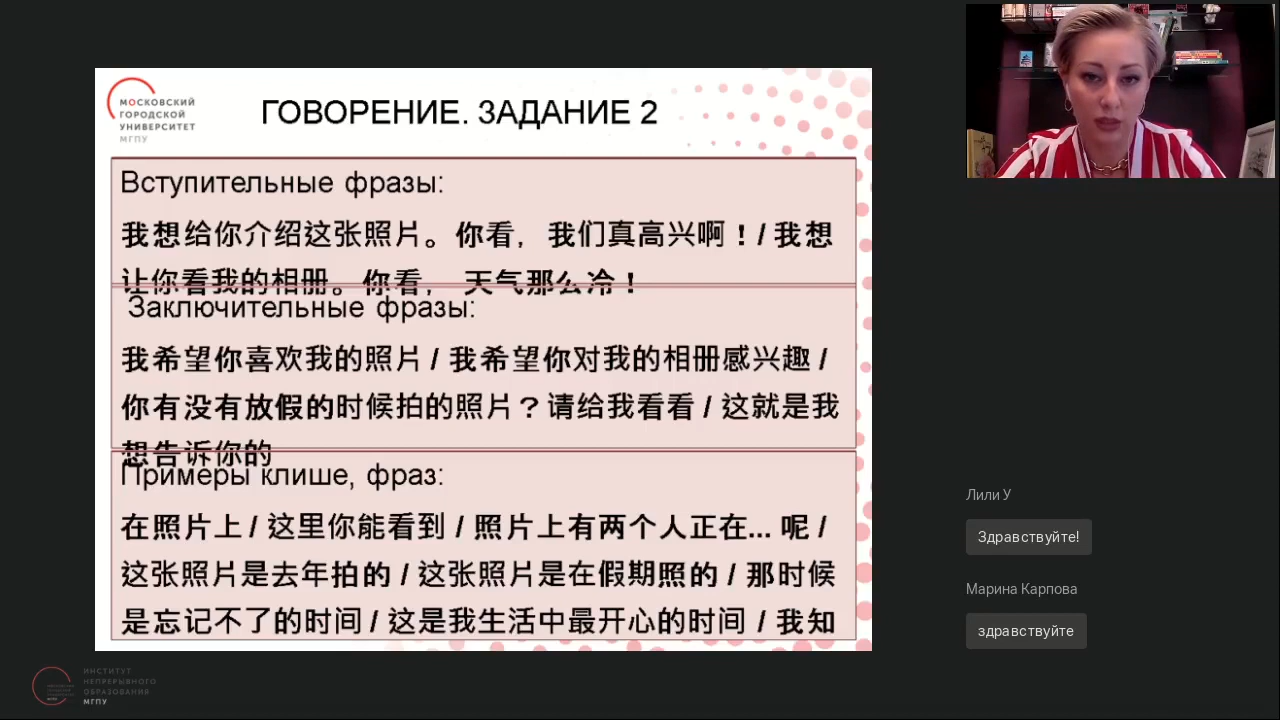 МОСКОВСКИЙ
ГОРОДСКОЙ
УНИВЕРСИТЕТ
МГПУ
ГОВОРЕНИЕ. ЗАДАНИЕ 2
Вступительные фразы:
我想给你介绍这张照片。你看，我们真高兴啊！/ 我想
让你看我的相册。你看， 天气那么冷！
Заключительные фразы:
我希望你喜欢我的照片 / 我希望你对我的相册感兴趣 /
你有没有放假的时候拍的照片？请给我看看 / 这就是我
想告诉你的
Примеры клише, фраз:
在照片上 / 这里你能看到 / 照片上有两个人正在... 呢 /
这张照片是去年拍的 / 这张照片是在假期照的 / 那时候
是忘记不了的时间 / 这是我生活中最开心的时间 / 我知
Лили У
Здравствуйте!
Марина Карпова
здравствуйте
ИНСТИТУТ
НЕПРЕРЫВНОГО
ОБРАЗОВАНИЯ
МГПУ